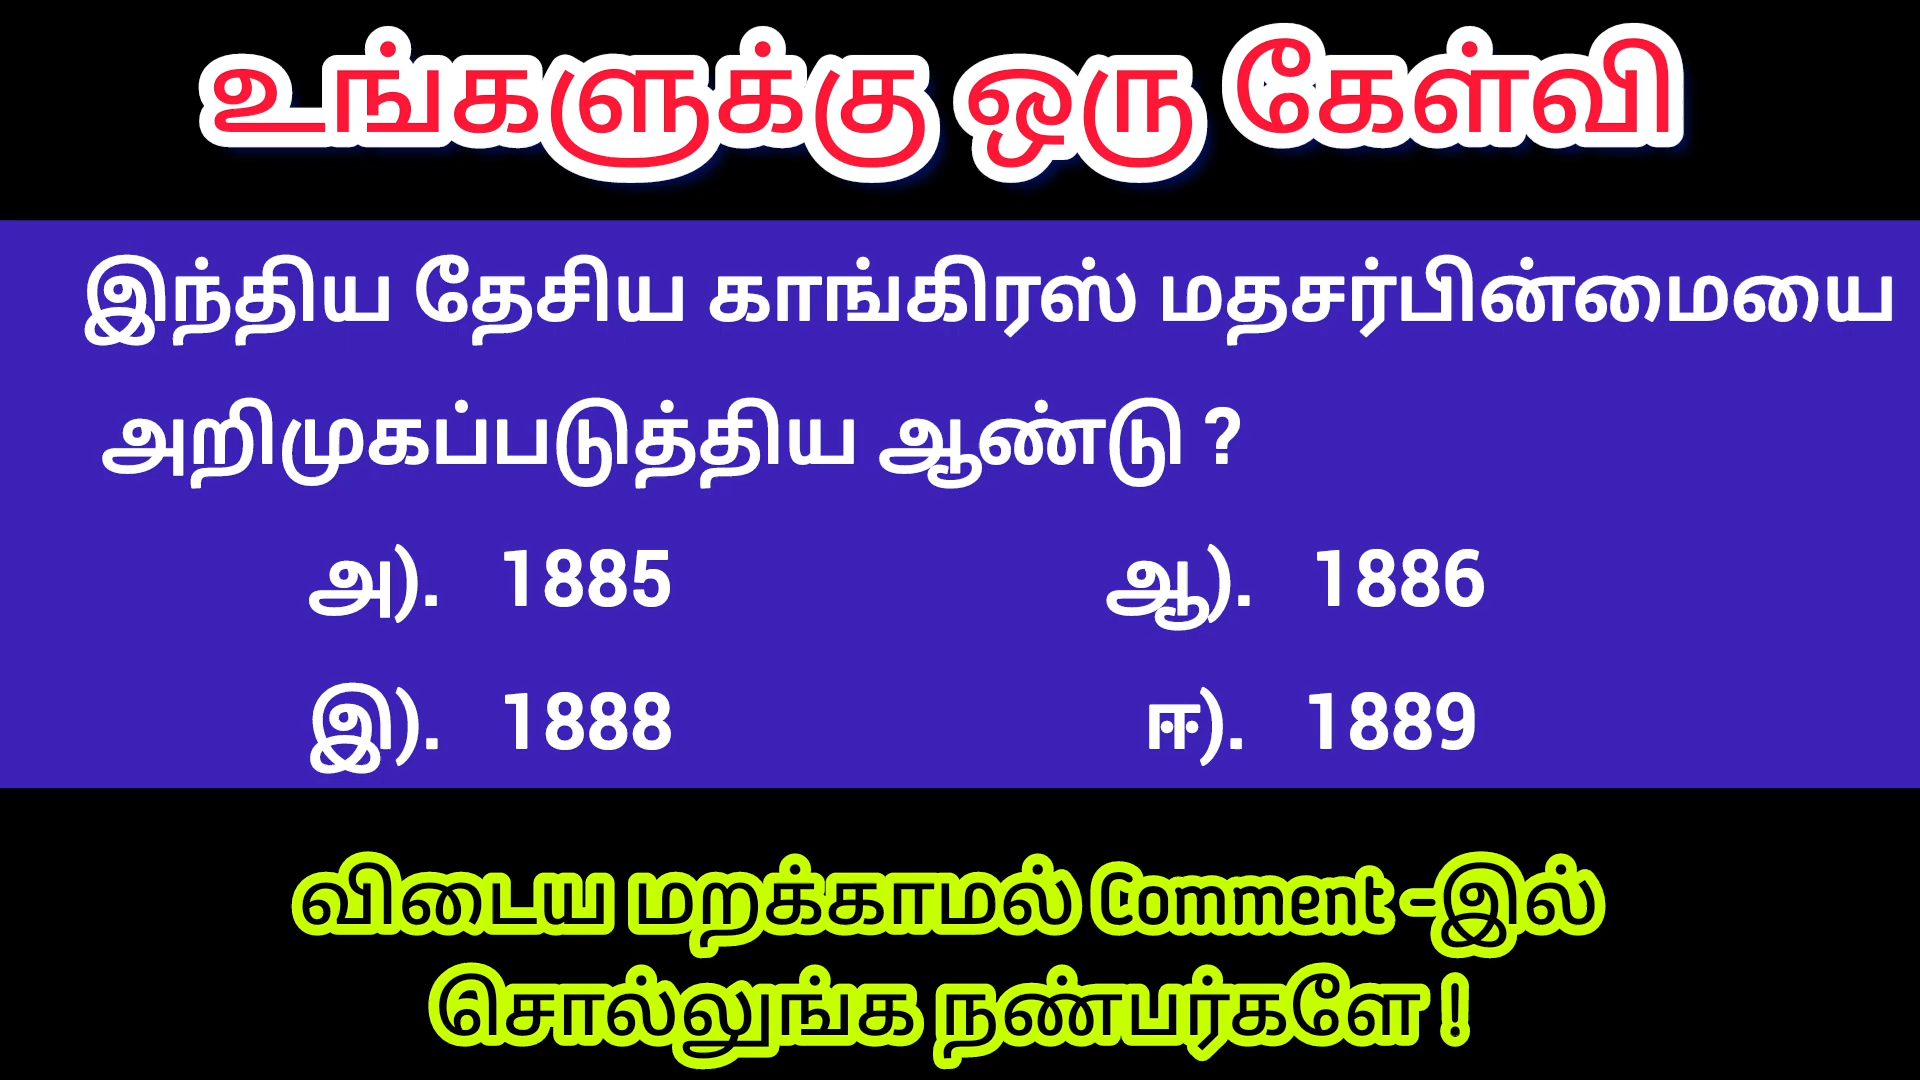 உங்களுக்கு ஒரு கேள்வி
இந்திய தேசிய காங்கிரஸ் மதசர்பின்மையை
அறிமுகப்படுத்திய ஆண்டு ?
அ). 1885 ஆ). 1886
இ). 1888 ஈ). 1889
விடைய மறக்காமல் Comment -இல்
சொல்லுங்க நண்பர்களே !